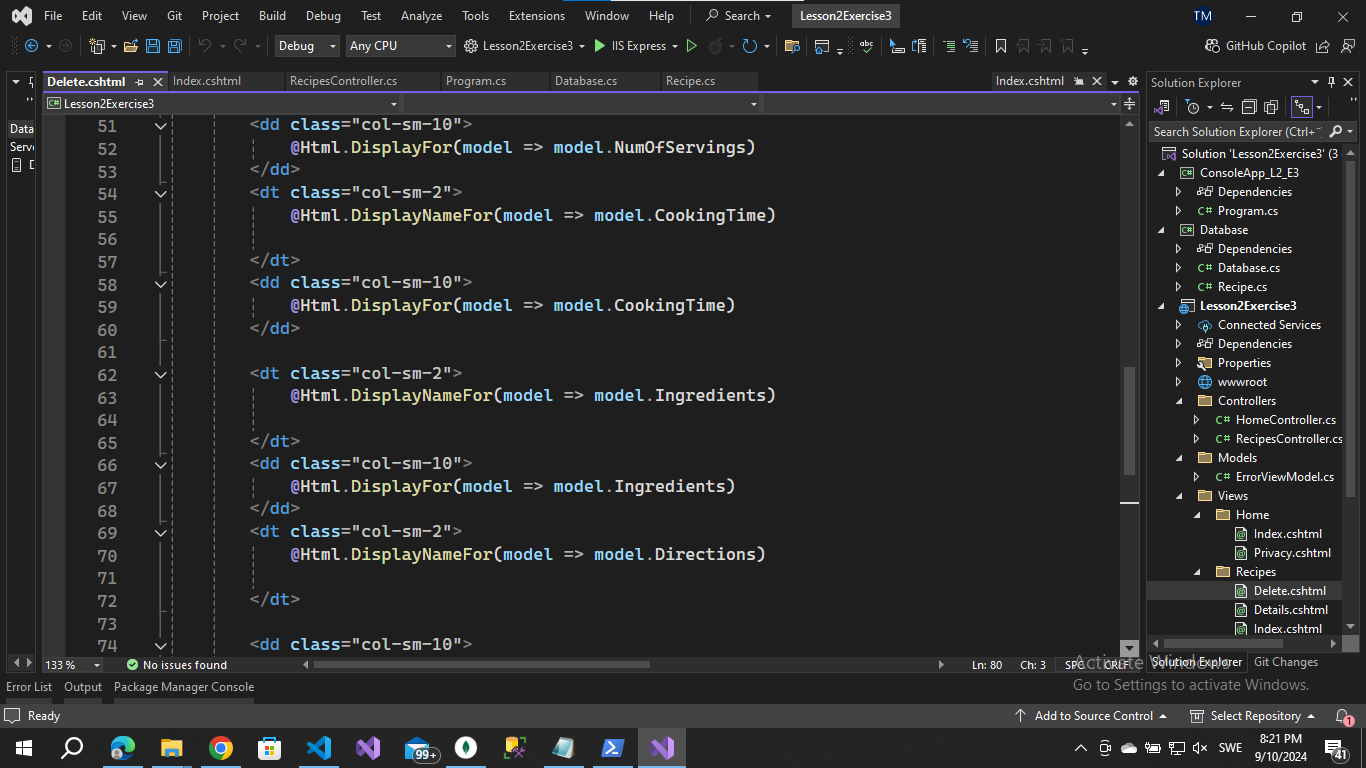 File Edit View Git Project Build Debug Test Analyze Tools Extensions Window Help Search Lesson2Exercise3 TM
Debug Any CPU Lesson2Exercise3 IIS Express GitHub Copilot
Delete.cshtml Index.cshtml RecipesController.cs Program.cs Database.cs Recipe.cs Index.cshtml
Lesson2Exercise3
Data
Serv
51 <dd class="col-sm-10">
52 @Html.DisplayFor(model => model.NumOfServings)
53 </dd>
54 <dt class="col-sm-2">
55 @Html.DisplayNameFor(model => model.CookingTime)
56
57 </dt>
58 <dd class="col-sm-10">
59 @Html.DisplayFor(model => model.CookingTime)
60 </dd>
61
62 <dt class="col-sm-2">
63 @Html.DisplayNameFor(model => model.Ingredients)
64
65 </dt>
66 <dd class="col-sm-10">
67 @Html.DisplayFor(model => model.Ingredients)
68 </dd>
69 <dt class="col-sm-2">
70 @Html.DisplayNameFor(model => model.Directions)
71
72 </dt>
73
74 <dd class="col-sm-10">
133 % No issues found Ln: 80 Ch: 3 SPC CRLF
Solution Explorer
Search Solution Explorer (Ctrl+
Solution 'Lesson2Exercise3' (3
ConsoleApp_L2_E3
Dependencies
C# Program.cs
Database
Dependencies
C# Database.cs
C# Recipe.cs
Lesson2Exercise3
Connected Services
Dependencies
Properties
wwwroot
Controllers
C# HomeController.cs
C# RecipesController.cs
Models
C# ErrorViewModel.cs
Views
Home
Index.cshtml
Privacy.cshtml
Recipes
Delete.cshtml
Details.cshtml
Index.cshtml
Solution Explorer Git Changes
Activate Windows
Go to Settings to activate Windows.
Error List Output Package Manager Console
Ready Add to Source Control Select Repository 1
99+ SWE 8:21 PM
9/10/2024 41